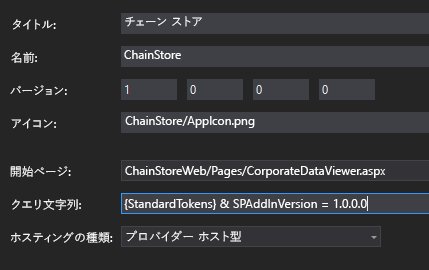 タイトル: チェーン ストア
名前: ChainStore
バージョン: 1 0 0 0
アイコン: ChainStore/AppIcon.png
開始ページ: ChainStoreWeb/Pages/CorporateDataViewer.aspx
クエリ文字列: {StandardTokens} & SPAddInVersion = 1.0.0.0
ホスティングの種類: プロバイダー ホスト型